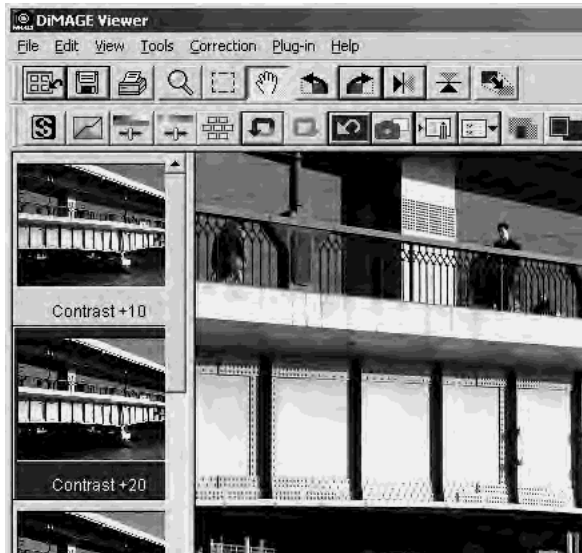 DiMAGE Viewer
File Edit View Tools Correction Plug-in Help
Contrast +10
Contrast +20